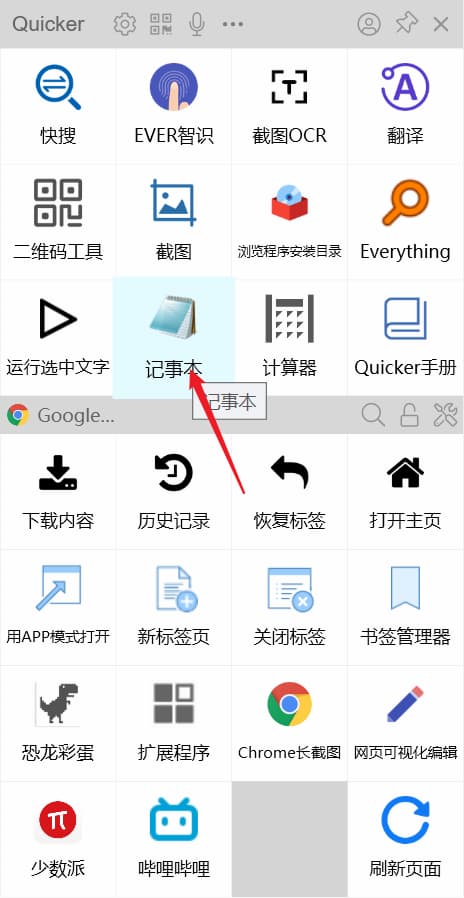 Quicker
快搜
EVER智识
截图OCR
翻译
二维码工具
截图
浏览程序安装目录
Everything
运行选中文字
记事本
计算器
Quicker手册
记事本
Google...
下载内容
历史记录
恢复标签
打开主页
用APP模式打开
新标签页
关闭标签
书签管理器
恐龙彩蛋
扩展程序
Chrome长截图
网页可视化编辑
少数派
哔哩哔哩
刷新页面